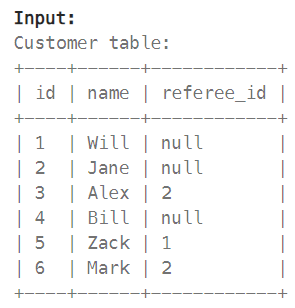 Input:
Customer table:
+----+------+------------+
| id | name | referee_id |
+----+------+------------+
| 1  | Will | null       |
| 2  | Jane | null       |
| 3  | Alex | 2          |
| 4  | Bill | null       |
| 5  | Zack | 1          |
| 6  | Mark | 2          |
+----+------+------------+